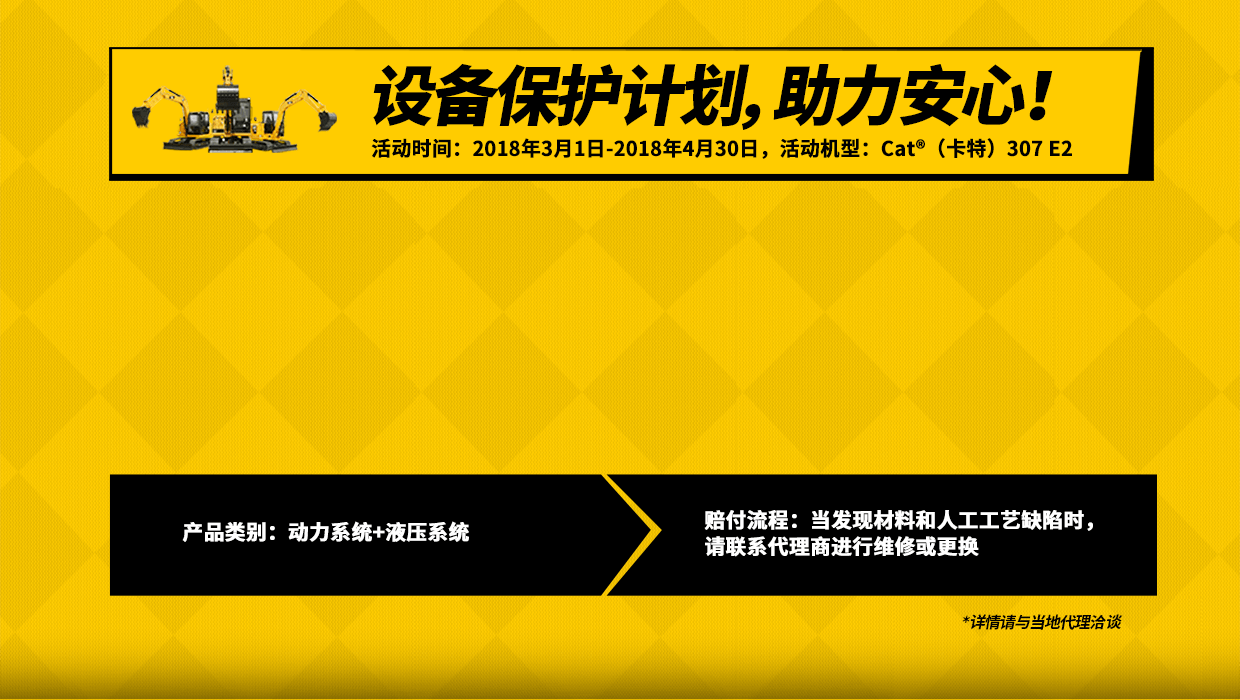 设备保护计划，助力安心！
活动时间：2018年3月1日-2018年4月30日，活动机型：Cat®（卡特）307 E2
产品类别：动力系统+液压系统
赔付流程：当发现材料和人工工艺缺陷时，
请联系代理商进行维修或更换
*详情请与当地代理洽谈